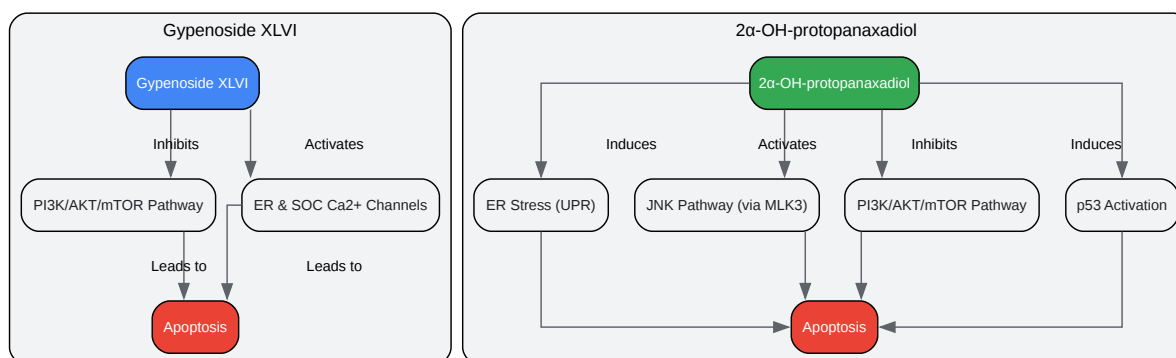 Gypenoside XLVI
Gypenoside XLVI
Inhibits
Activates
PI3K/AKT/mTOR Pathway
ER & SOC Ca2+ Channels
Leads to
Leads to
Apoptosis
2α-OH-protopanaxadiol
2α-OH-protopanaxadiol
Induces
Activates
Inhibits
Induces
ER Stress (UPR)
JNK Pathway (via MLK3)
PI3K/AKT/mTOR Pathway
p53 Activation
Apoptosis